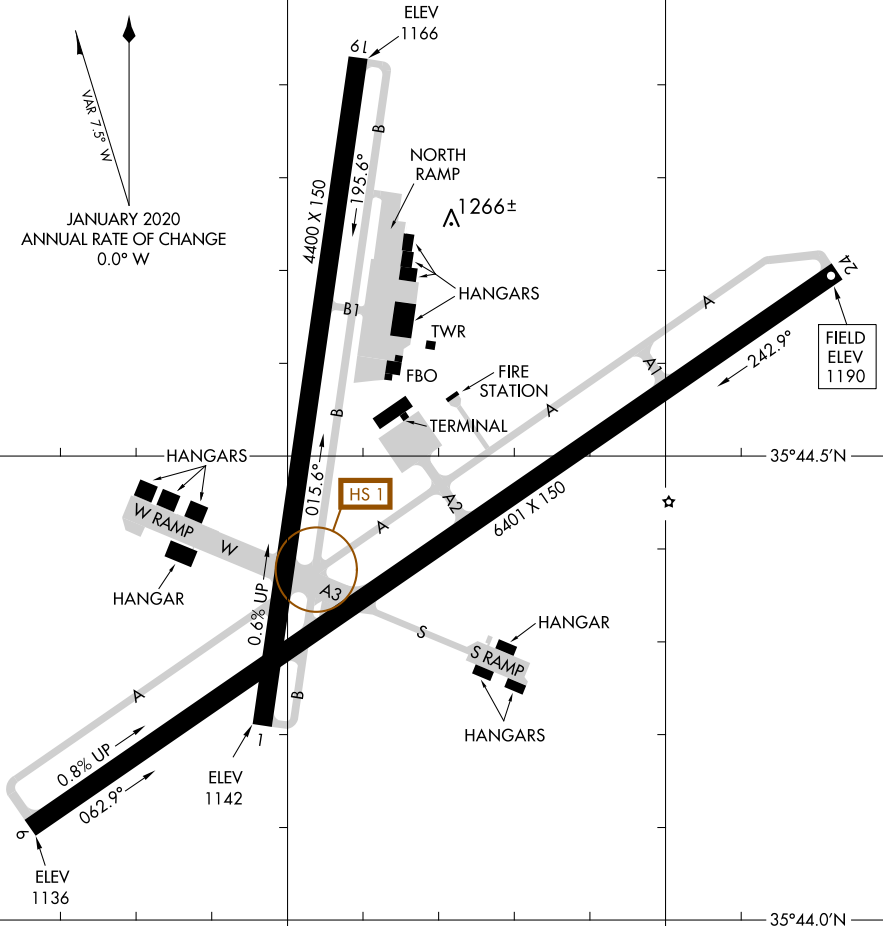 ELEV
1166
19
VAR 7.5° W
B
NORTH
RAMP
195.6°
4400 X 150
1266±
JANUARY 2020
ANNUAL RATE OF CHANGE
0.0° W
24
HANGARS
A
B1
TWR
FIELD
ELEV
1190
242.9°
A1
FBO
FIRE
STATION
A
B
TERMINAL
HANGARS
35°44.5'N
015.6°
HS 1
A2
6401 X 150
W RAMP
W
A
HANGAR
A3
0.6% UP
S
HANGAR
S RAMP
A
B
HANGARS
1
0.8% UP
062.9°
ELEV
1142
6
ELEV
1136
35°44.0'N